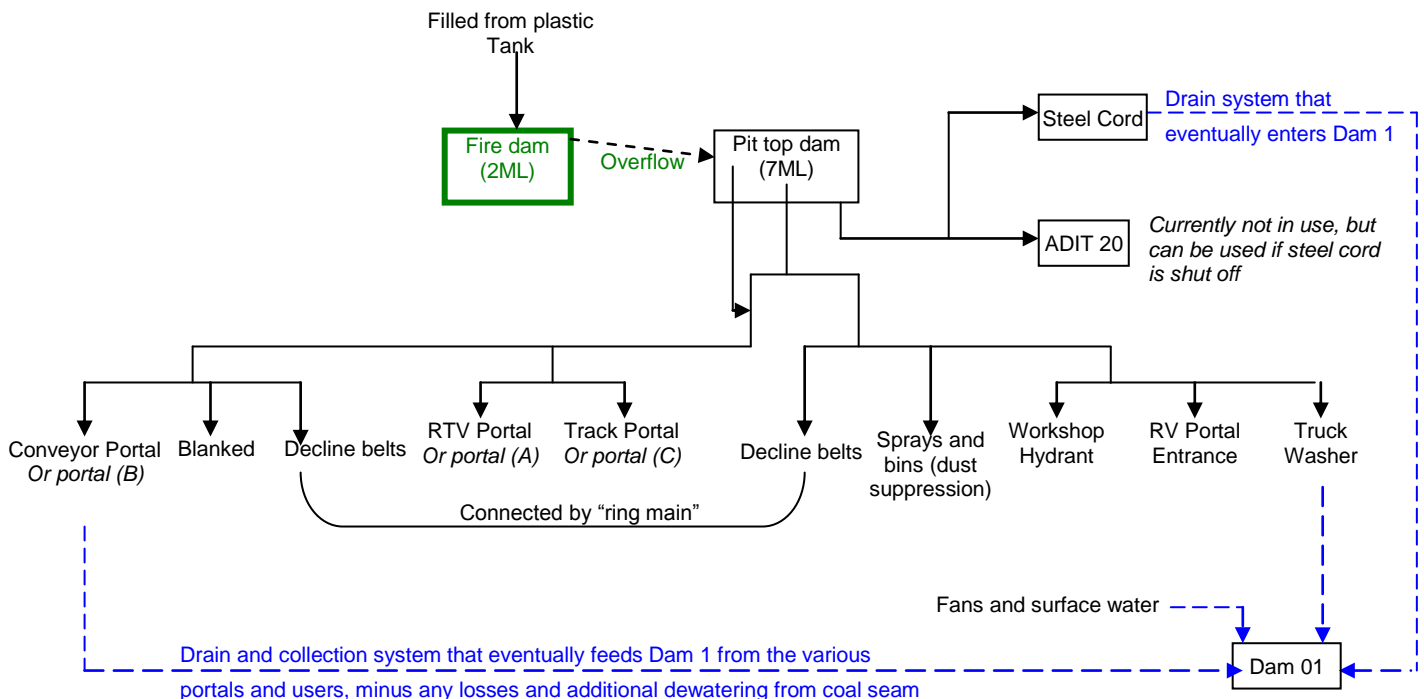 Filled from plastic
Tank
Fire dam
(2ML)
Overflow
Pit top dam
(7ML)
Steel Cord
Drain system that
eventually enters Dam 1
ADIT 20
Currently not in use, but
can be used if steel cord
is shut off
Conveyor Portal
Or portal (B)
Blanked
Decline belts
RTV Portal
Or portal (A)
Track Portal
Or portal (C)
Decline belts
Sprays and
bins (dust
suppression)
Workshop
Hydrant
RV Portal
Entrance
Truck
Washer
Connected by “ring main”
Fans and surface water
Drain and collection system that eventually feeds Dam 1 from the various
portals and users, minus any losses and additional dewatering from coal seam
Dam 01